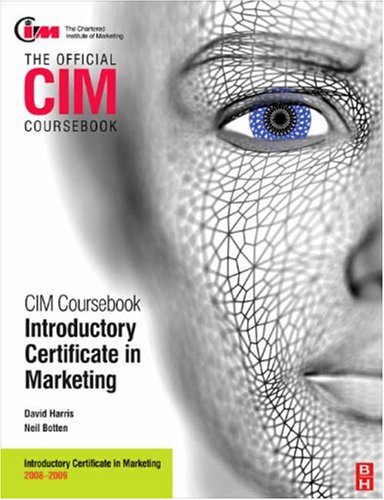 CIM
The Chartered
Institute of Marketing
THE OFFICIAL
CIM
COURSEBOOK
CIM Coursebook
Introductory
Certificate in
Marketing
David Harris
Neil Botten
Introductory Certificate in Marketing
2008–2009
B
H